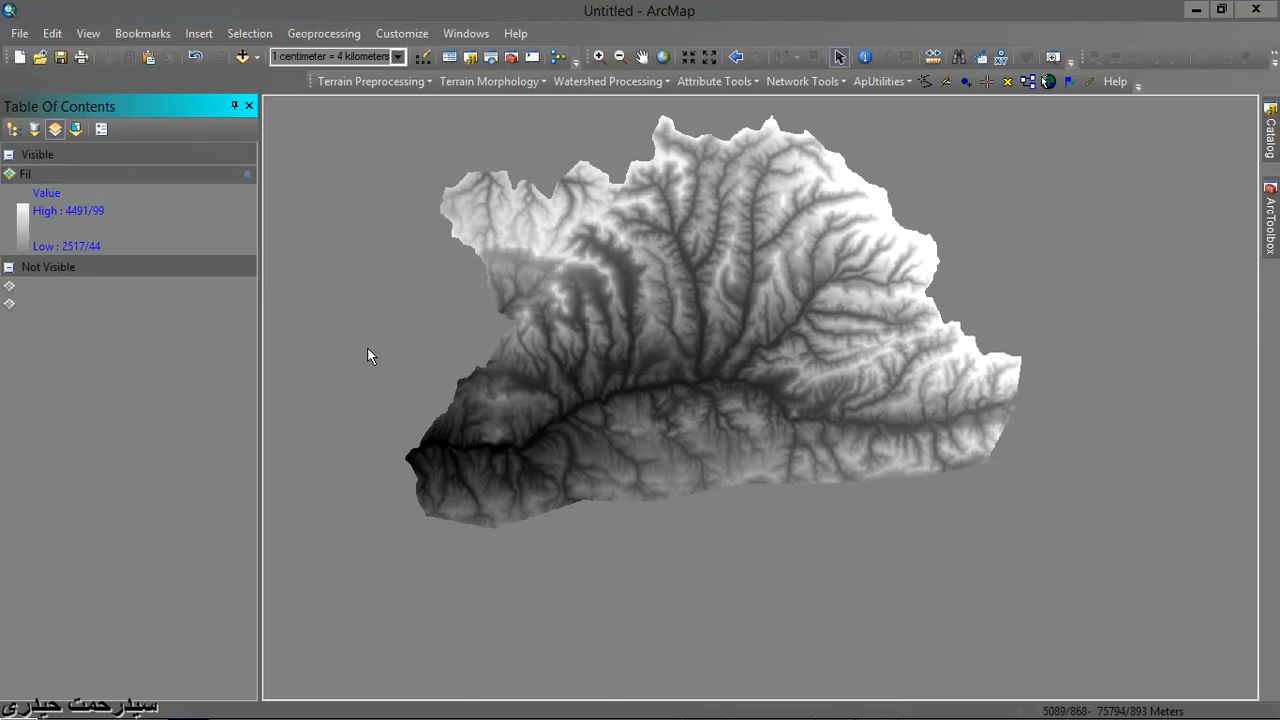 Untitled - ArcMap
File Edit View Bookmarks Insert Selection Geoprocessing Customize Windows Help
1 centimeter = 4 kilometers
Terrain Preprocessing Terrain Morphology Watershed Processing Attribute Tools Network Tools ApUtilities Help
Table Of Contents
Visible
Fil
Value
High : 4491/99
Low : 2517/44
Not Visible
Catalog
ArcToolbox
سیدرحمت حیدری
5089/868- 75794/893 Meters